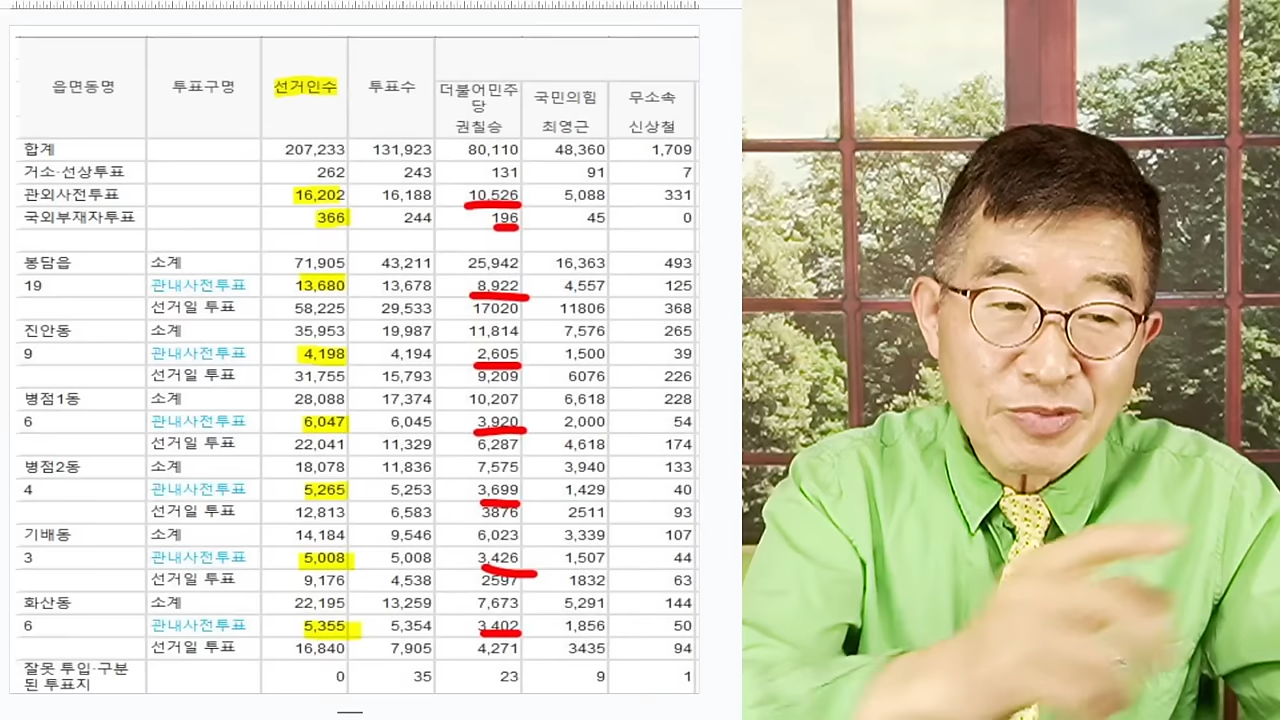 읍면동명 투표구명 선거인수 투표수 더불어민주당 권칠승 국민의힘 최영근 무소속 신상철
합계 207,233 131,923 80,110 48,360 1,709
거소·선상투표 262 243 131 91 7
관외사전투표 16,202 16,188 10,526 5,088 331
국외부재자투표 366 244 196 45 0
봉담읍 소계 71,905 43,211 25,942 16,363 493
19 관내사전투표 13,680 13,678 8,922 4,557 125
선거일 투표 58,225 29,533 17020 11806 368
진안동 소계 35,953 19,987 11,814 7,576 265
9 관내사전투표 4,198 4,194 2,605 1,500 39
선거일 투표 31,755 15,793 9,209 6076 226
병점1동 소계 28,088 17,374 10,207 6,618 228
6 관내사전투표 6,047 6,045 3,920 2,000 54
선거일 투표 22,041 11,329 6,287 4,618 174
병점2동 소계 18,078 11,836 7,575 3,940 133
4 관내사전투표 5,265 5,253 3,699 1,429 40
선거일 투표 12,813 6,583 3876 2511 93
기배동 소계 14,184 9,546 6,023 3,339 107
3 관내사전투표 5,008 5,008 3,426 1,507 44
선거일 투표 9,176 4,538 2597 1832 63
화산동 소계 22,195 13,259 7,673 5,291 144
6 관내사전투표 5,355 5,354 3,402 1,856 50
선거일 투표 16,840 7,905 4,271 3435 94
잘못 투입·구분된 투표지 0 35 23 9 1